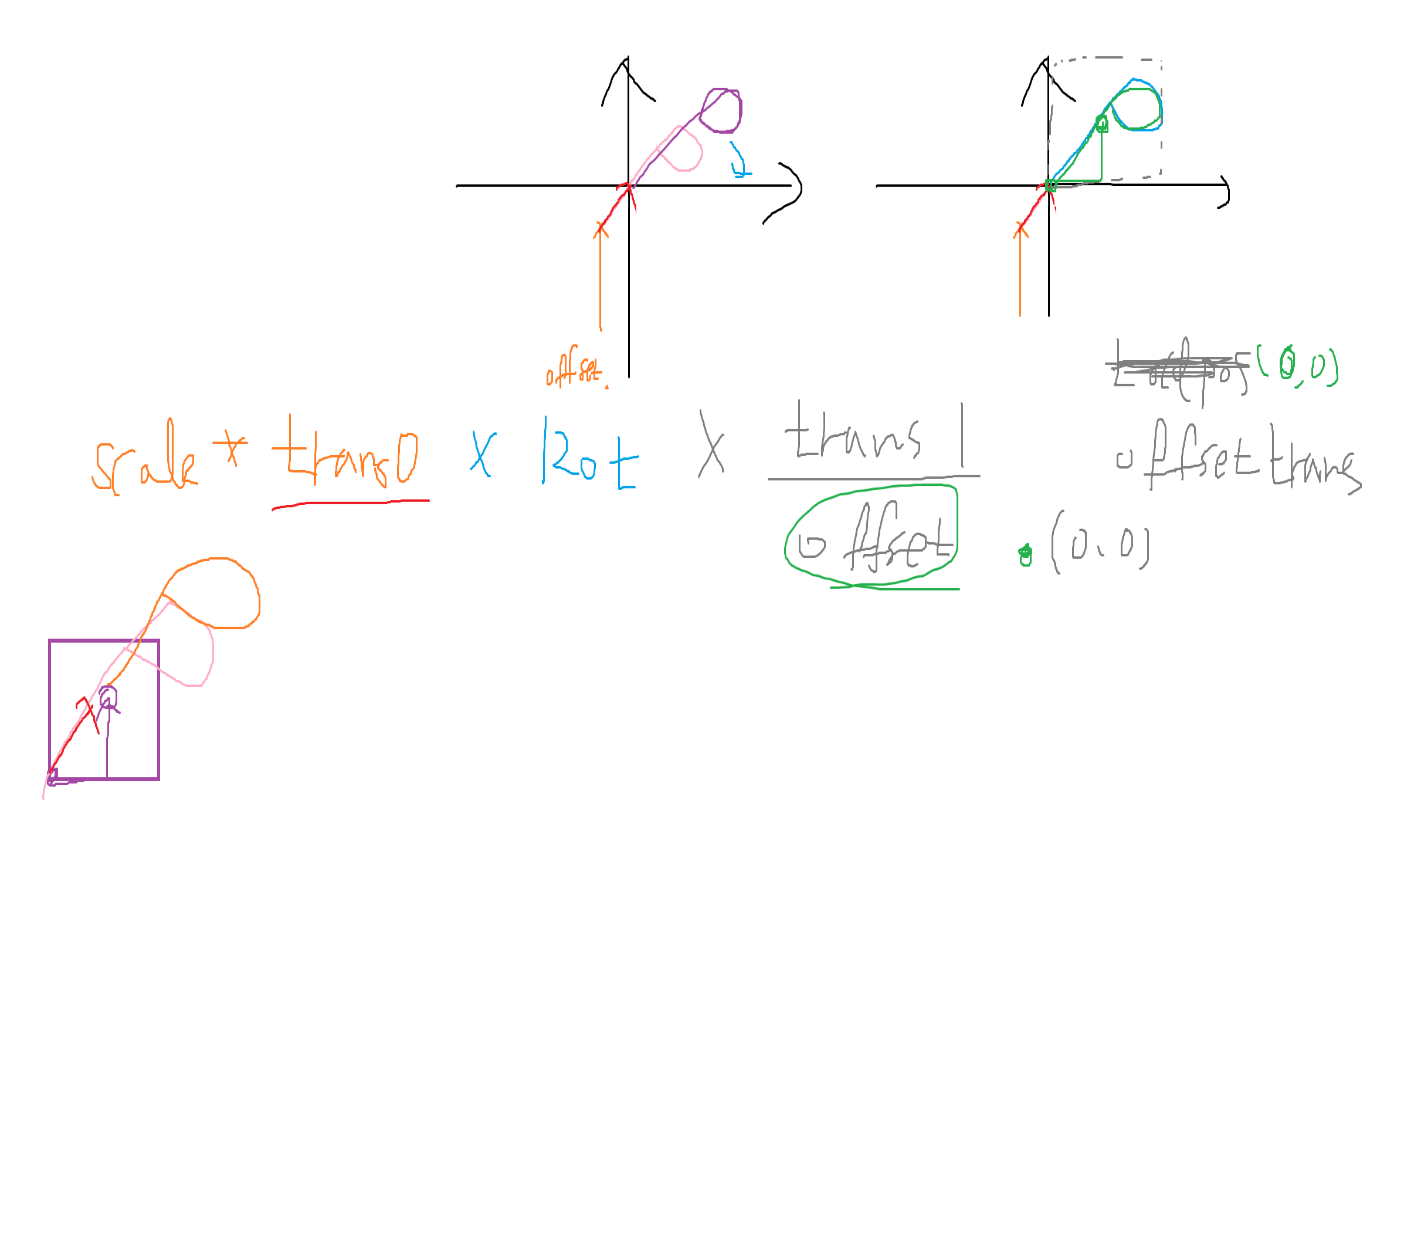 offset.
(0,0)
scale * trans0 x Rot x trans1
offset trans
offset • (0.0)